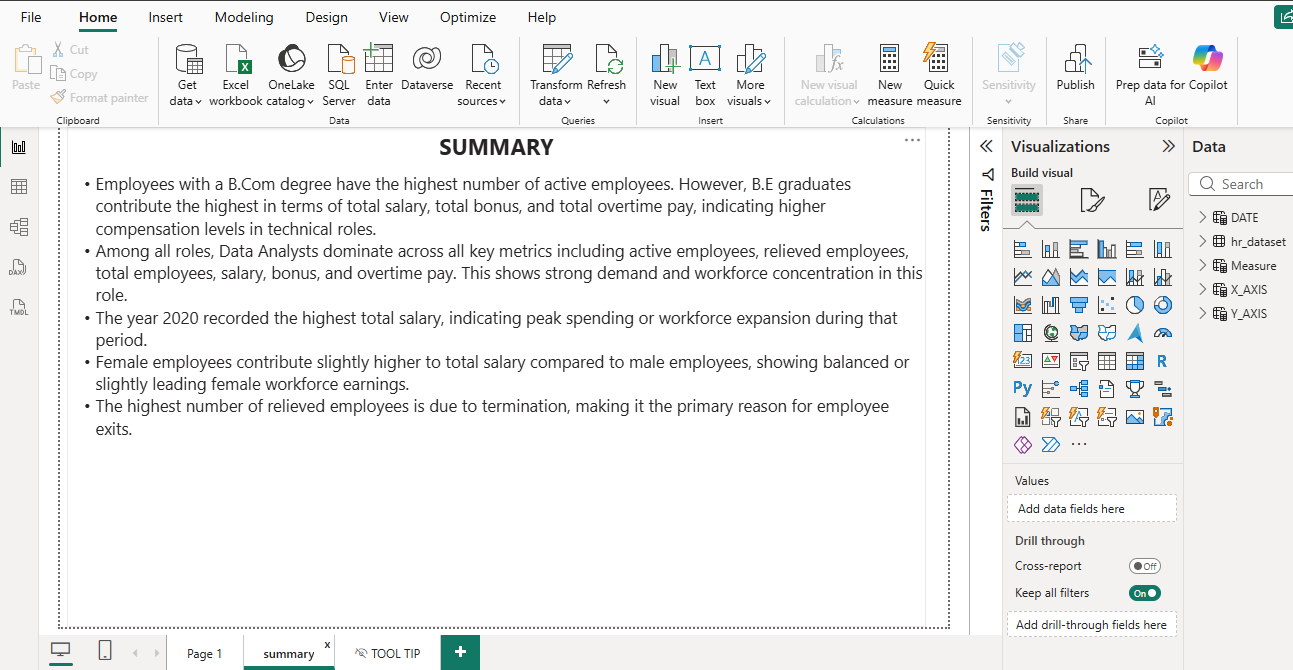 File Home Insert Modeling Design View Optimize Help
Paste
Cut
Copy
Format painter
Clipboard
Get data
Excel workbook
OneLake catalog
SQL Server
Enter data
Dataverse
Recent sources
Data
Transform data
Refresh
Queries
New visual
Text box
More visuals
Insert
New visual calculation
New measure
Quick measure
Calculations
Sensitivity
Sensitivity
Publish
Share
Prep data for AI
Copilot
Copilot
SUMMARY
• Employees with a B.Com degree have the highest number of active employees. However, B.E graduates
contribute the highest in terms of total salary, total bonus, and total overtime pay, indicating higher
compensation levels in technical roles.
• Among all roles, Data Analysts dominate across all key metrics including active employees, relieved employees,
total employees, salary, bonus, and overtime pay. This shows strong demand and workforce concentration in this
role.
• The year 2020 recorded the highest total salary, indicating peak spending or workforce expansion during that
period.
• Female employees contribute slightly higher to total salary compared to male employees, showing balanced or
slightly leading female workforce earnings.
• The highest number of relieved employees is due to termination, making it the primary reason for employee
exits.
Filters
Visualizations
Build visual
123
R
Py
...
Values
Add data fields here
Drill through
Cross-report
Off
Keep all filters
On
Add drill-through fields here
Data
Search
DATE
hr_dataset
Measure
X_AXIS
Y_AXIS
DAX
TMDL
Page 1
summary
x
TOOL TIP
+